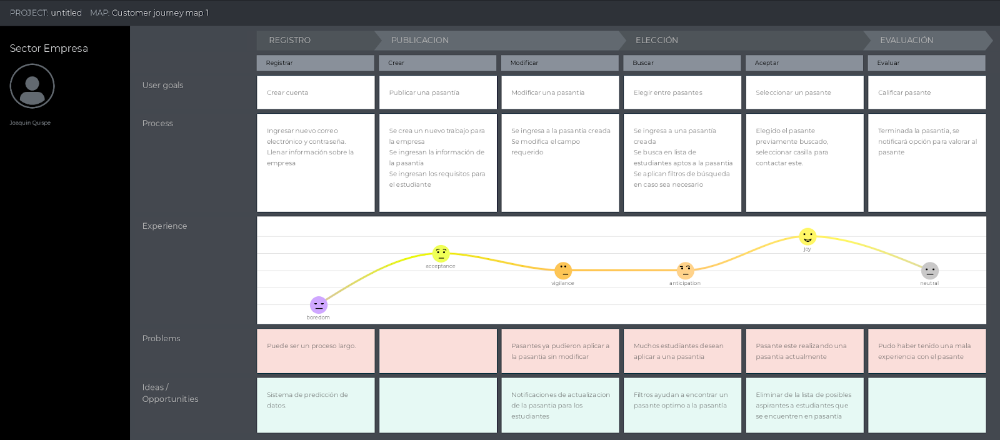 PROJECT: untitled MAP: Customer journey map 1
Sector Empresa
Joaquin Quispe
REGISTRO PUBLICACION ELECCIÓN EVALUACIÓN
Registrar Crear Modificar Buscar Aceptar Evaluar
User goals
Crear cuenta
Publicar una pasantía
Modificar una pasantia
Elegir entre pasantes
Seleccionar un pasante
Calificar pasante
Process
Ingresar nuevo correo
electrónico y contraseña.
Llenar información sobre la
empresa
Se crea un nuevo trabajo para
la empresa
Se ingresan la información de
la pasantía
Se ingresan los requisitos para
el estudiante
Se ingresa a la pasantia creada
Se modifica el campo
requerido
Se ingresa a una pasantía
creada
Se busca en lista de
estudiantes aptos a la pasantia
Se aplican filtros de búsqueda
en caso sea necesario
Elegido el pasante
previamente buscado,
seleccionar casilla para
contactar este.
Terminada la pasantia, se
notificará opción para valorar al
pasante
Experience
boredom
acceptance
vigilance
anticipation
joy
neutral
Problems
Puede ser un proceso largo.
Pasantes ya pudieron aplicar a
la pasantia sin modificar
Muchos estudiantes desean
aplicar a una pasantia
Pasante este realizando una
pasantia actualmente
Pudo haber tenido una mala
experiencia con el pasante
Ideas /
Opportunities
Sistema de predicción de
datos.
Notificaciones de actualizacion
de la pasantia para los
estudiantes
Filtros ayudan a encontrar un
pasante optimo a la pasantía
Eliminar de la lista de posibles
aspirantes a estudiantes que
se encuentren en pasantía